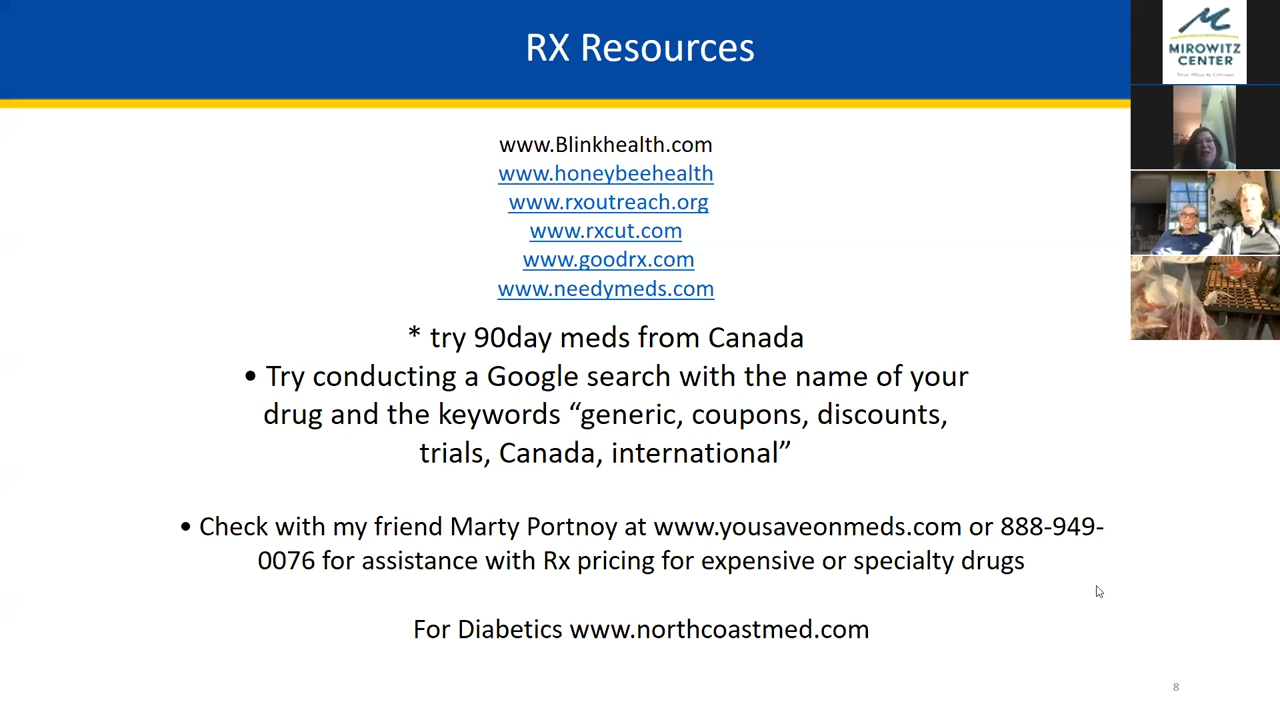 RX Resources
MIROWITZ
CENTER
www.Blinkhealth.com
www.honeybeehealth
www.rxoutreach.org
www.rxcut.com
www.goodrx.com
www.needymeds.com
* try 90day meds from Canada
• Try conducting a Google search with the name of your
drug and the keywords “generic, coupons, discounts,
trials, Canada, international”
• Check with my friend Marty Portnoy at www.yousaveonmeds.com or 888-949-
0076 for assistance with Rx pricing for expensive or specialty drugs
For Diabetics www.northcoastmed.com
8